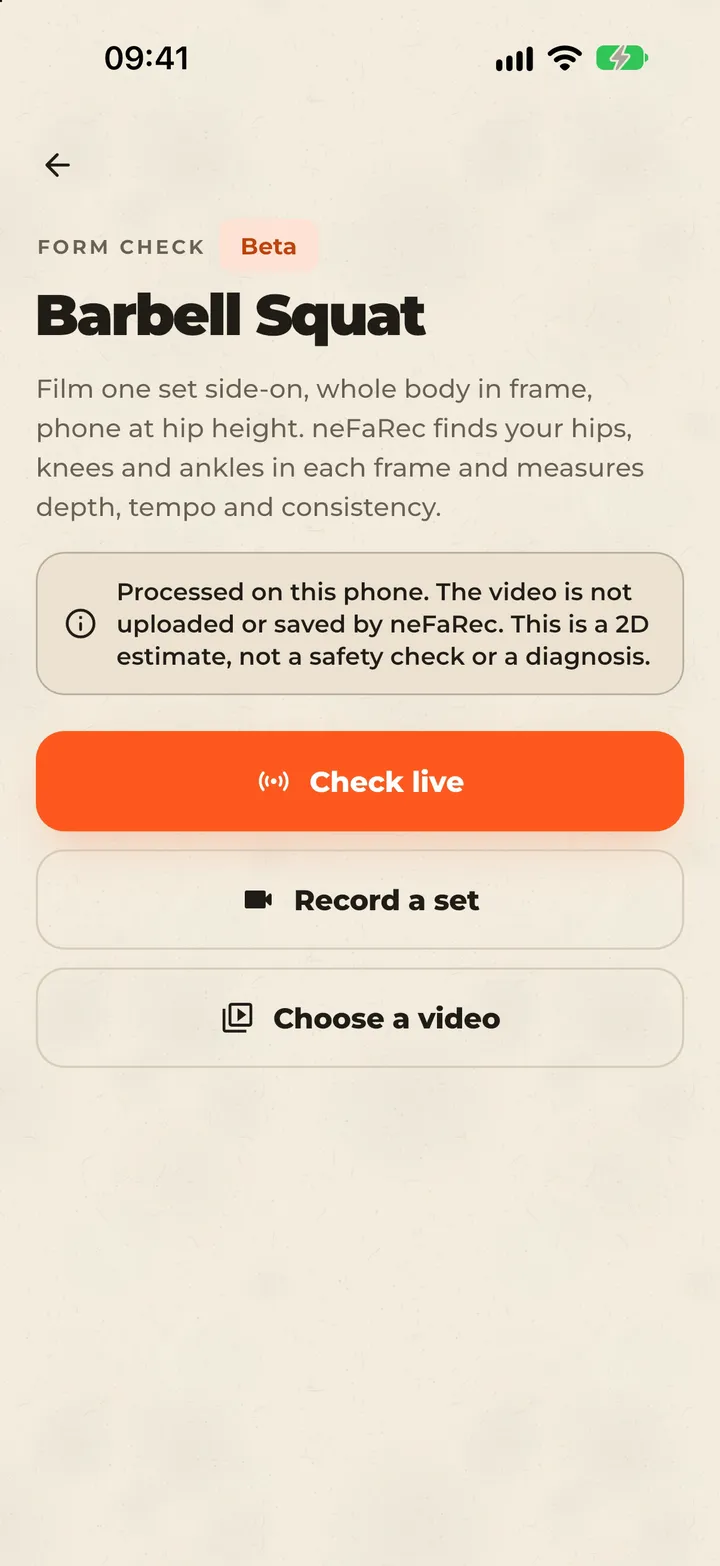 09:41
FORM CHECK Beta
Barbell Squat
Film one set side-on, whole body in frame,
phone at hip height. neFaRec finds your hips,
knees and ankles in each frame and measures
depth, tempo and consistency.
Processed on this phone. The video is not
uploaded or saved by neFaRec. This is a 2D
estimate, not a safety check or a diagnosis.
Check live
Record a set
Choose a video